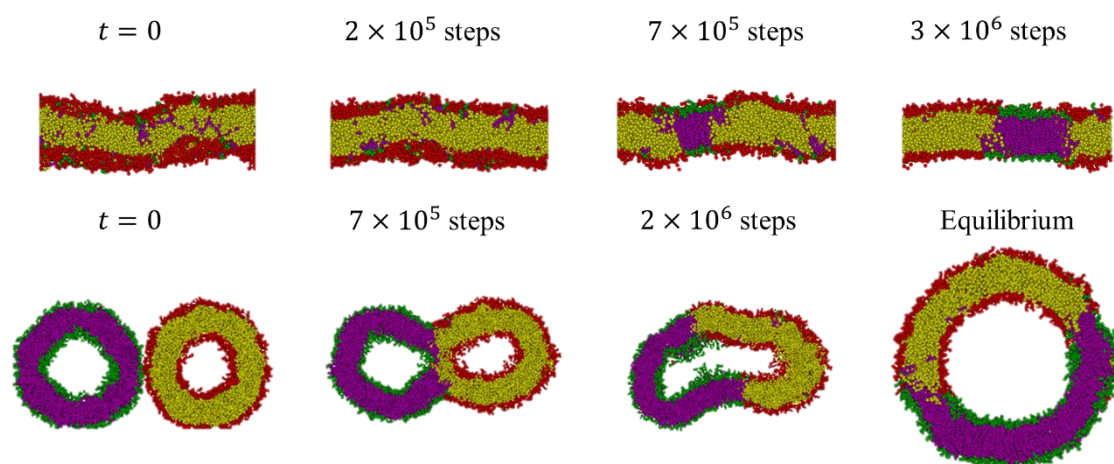 t = 0
2 × 10⁵ steps
7 × 10⁵ steps
3 × 10⁶ steps
t = 0
7 × 10⁵ steps
2 × 10⁶ steps
Equilibrium